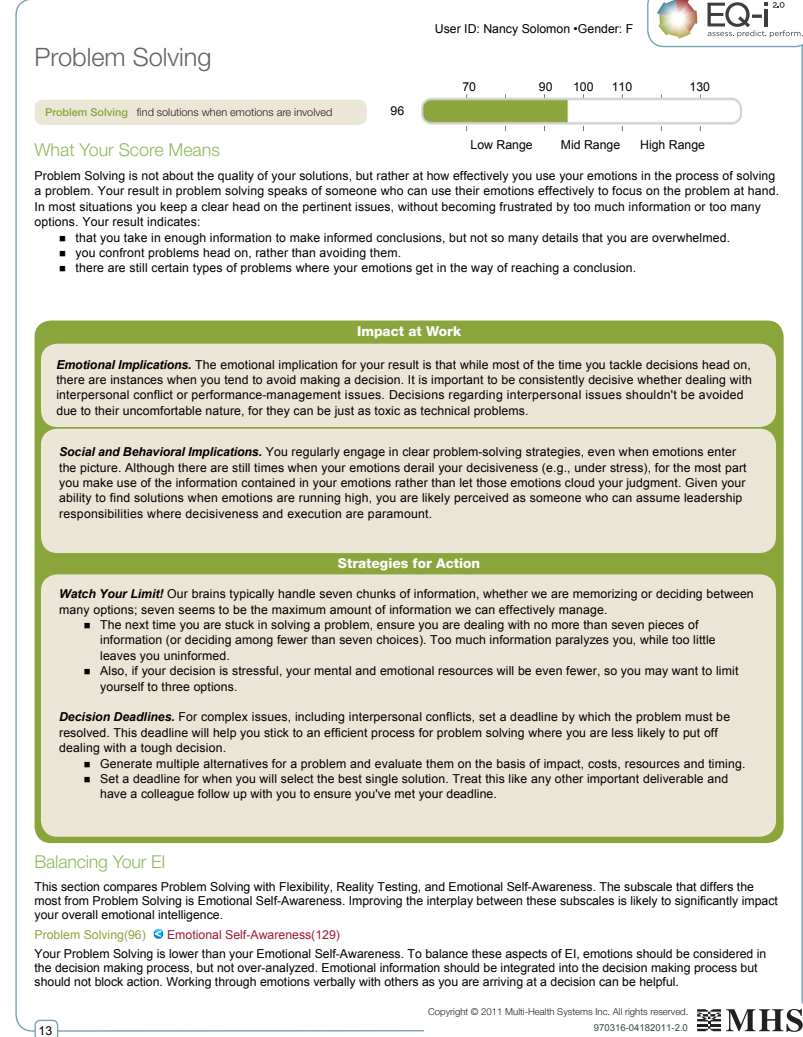 User ID: Nancy Solomon •Gender: F
EQ-i 2.0
assess. predict. perform.
Problem Solving
70 90 100 110 130
Problem Solving find solutions when emotions are involved 96
Low Range Mid Range High Range
What Your Score Means
Problem Solving is not about the quality of your solutions, but rather at how effectively you use your emotions in the process of solving
a problem. Your result in problem solving speaks of someone who can use their emotions effectively to focus on the problem at hand.
In most situations you keep a clear head on the pertinent issues, without becoming frustrated by too much information or too many
options. Your result indicates:
■ that you take in enough information to make informed conclusions, but not so many details that you are overwhelmed.
■ you confront problems head on, rather than avoiding them.
■ there are still certain types of problems where your emotions get in the way of reaching a conclusion.
Impact at Work
Emotional Implications. The emotional implication for your result is that while most of the time you tackle decisions head on,
there are instances when you tend to avoid making a decision. It is important to be consistently decisive whether dealing with
interpersonal conflict or performance-management issues. Decisions regarding interpersonal issues shouldn't be avoided
due to their uncomfortable nature, for they can be just as toxic as technical problems.
Social and Behavioral Implications. You regularly engage in clear problem-solving strategies, even when emotions enter
the picture. Although there are still times when your emotions derail your decisiveness (e.g., under stress), for the most part
you make use of the information contained in your emotions rather than let those emotions cloud your judgment. Given your
ability to find solutions when emotions are running high, you are likely perceived as someone who can assume leadership
responsibilities where decisiveness and execution are paramount.
Strategies for Action
Watch Your Limit! Our brains typically handle seven chunks of information, whether we are memorizing or deciding between
many options; seven seems to be the maximum amount of information we can effectively manage.
■ The next time you are stuck in solving a problem, ensure you are dealing with no more than seven pieces of
information (or deciding among fewer than seven choices). Too much information paralyzes you, while too little
leaves you uninformed.
■ Also, if your decision is stressful, your mental and emotional resources will be even fewer, so you may want to limit
yourself to three options.
Decision Deadlines. For complex issues, including interpersonal conflicts, set a deadline by which the problem must be
resolved. This deadline will help you stick to an efficient process for problem solving where you are less likely to put off
dealing with a tough decision.
■ Generate multiple alternatives for a problem and evaluate them on the basis of impact, costs, resources and timing.
■ Set a deadline for when you will select the best single solution. Treat this like any other important deliverable and
have a colleague follow up with you to ensure you've met your deadline.
Balancing Your EI
This section compares Problem Solving with Flexibility, Reality Testing, and Emotional Self-Awareness. The subscale that differs the
most from Problem Solving is Emotional Self-Awareness. Improving the interplay between these subscales is likely to significantly impact
your overall emotional intelligence.
Problem Solving(96) < Emotional Self-Awareness(129)
Your Problem Solving is lower than your Emotional Self-Awareness. To balance these aspects of EI, emotions should be considered in
the decision making process, but not over-analyzed. Emotional information should be integrated into the decision making process but
should not block action. Working through emotions verbally with others as you are arriving at a decision can be helpful.
Copyright © 2011 Multi-Health Systems Inc. All rights reserved.
970316-04182011-2.0
MHS
13